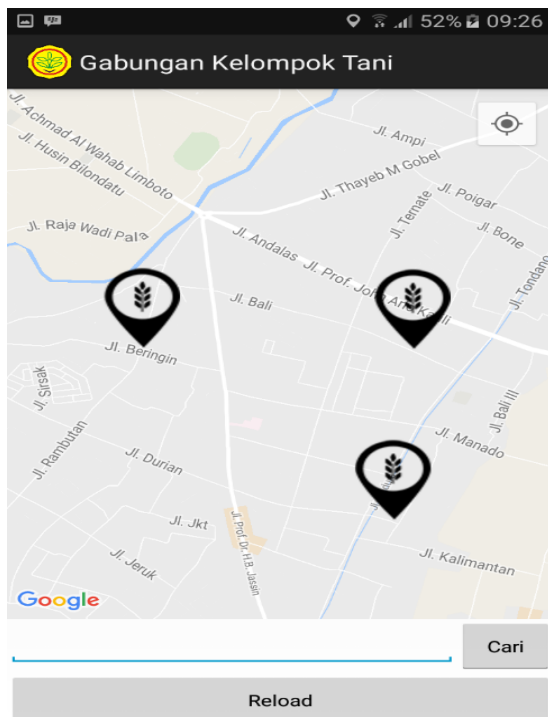 52% 09:26
Gabungan Kelompok Tani
Jl. Achmad Al Wahab Limboto
Jl. Husin Bilondatu
Jl. Ampi
Jl. Thayeb M Gobel
Jl. Poigar
Jl. Ternate
Jl. Bone
Jl. Raja Wadi Pala
Jl. Andalas
Jl. Prof. John
Jl. Tondano
Jl. Bali
Jl. Beringin
Jl. Sirsak
Jl. Bali III
Jl. Rambutan
Jl. Manado
Jl. Durian
Jl. Jkt
Jl. Prof. Dr. H.B. Jassin
Jl. Jeruk
Jl. Kalimantan
Google
Cari
Reload